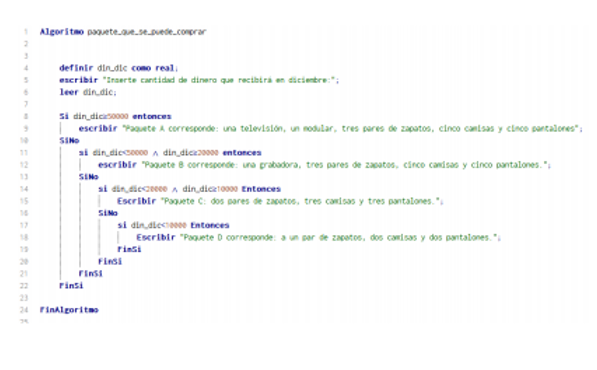 1 Algoritmo paquete_que_se_puede_comprar
2
3
4 definir din_dic como real;
5 escribir "Inserte cantidad de dinero que recibirá en diciembre:";
6 leer din_dic;
7
8 Si din_dic≥50000 entonces
9 escribir "Paquete A corresponde: una televisión, un modular, tres pares de zapatos, cinco camisas y cinco pantalones";
10 SiNo
11 si din_dic<50000 ∧ din_dic≥20000 entonces
12 escribir "Paquete B corresponde: una grabadora, tres pares de zapatos, cinco camisas y cinco pantalones.";
13 SiNo
14 si din_dic<20000 ∧ din_dic≥10000 Entonces
15 Escribir "Paquete C: dos pares de zapatos, tres camisas y tres pantalones.";
16 SiNo
17 si din_dic<10000 Entonces
18 Escribir "Paquete D corresponde: a un par de zapatos, dos camisas y dos pantalones.";
19 FinSi
20 FinSi
21 FinSi
22 FinSi
23
24 FinAlgoritmo
25